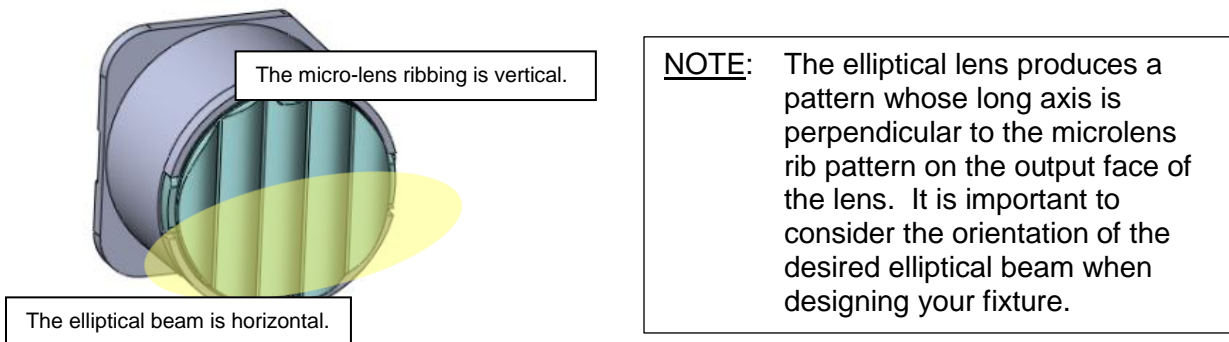 The micro-lens ribbing is vertical.
The elliptical beam is horizontal.
NOTE: The elliptical lens produces a
pattern whose long axis is
perpendicular to the microlens
rib pattern on the output face of
the lens. It is important to
consider the orientation of the
desired elliptical beam when
designing your fixture.